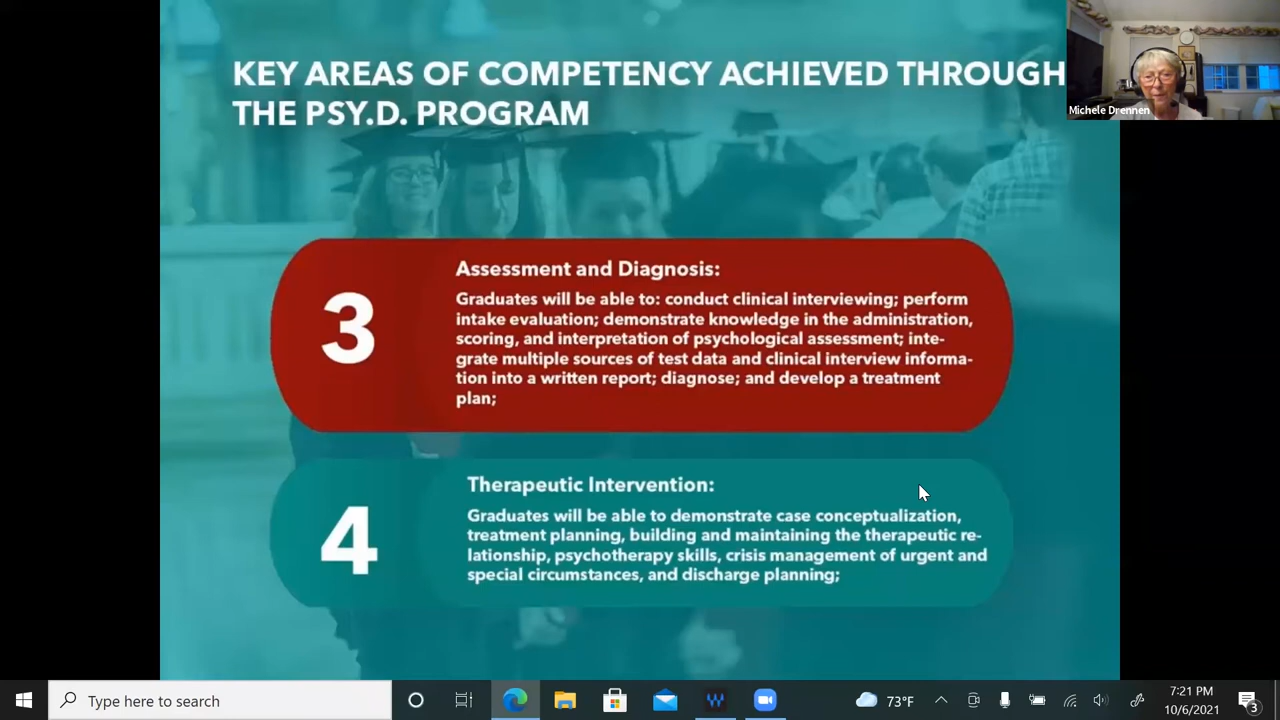 KEY AREAS OF COMPETENCY ACHIEVED THROUGH
THE PSY.D. PROGRAM
Michele Drennen
3
Assessment and Diagnosis:
Graduates will be able to: conduct clinical interviewing; perform
intake evaluation; demonstrate knowledge in the administration,
scoring, and interpretation of psychological assessment; inte-
grate multiple sources of test data and clinical interview informa-
tion into a written report; diagnose; and develop a treatment
plan;
4
Therapeutic Intervention:
Graduates will be able to demonstrate case conceptualization,
treatment planning, building and maintaining the therapeutic re-
lationship, psychotherapy skills, crisis management of urgent and
special circumstances, and discharge planning;
Type here to search
73°F
7:21 PM
10/6/2021
3